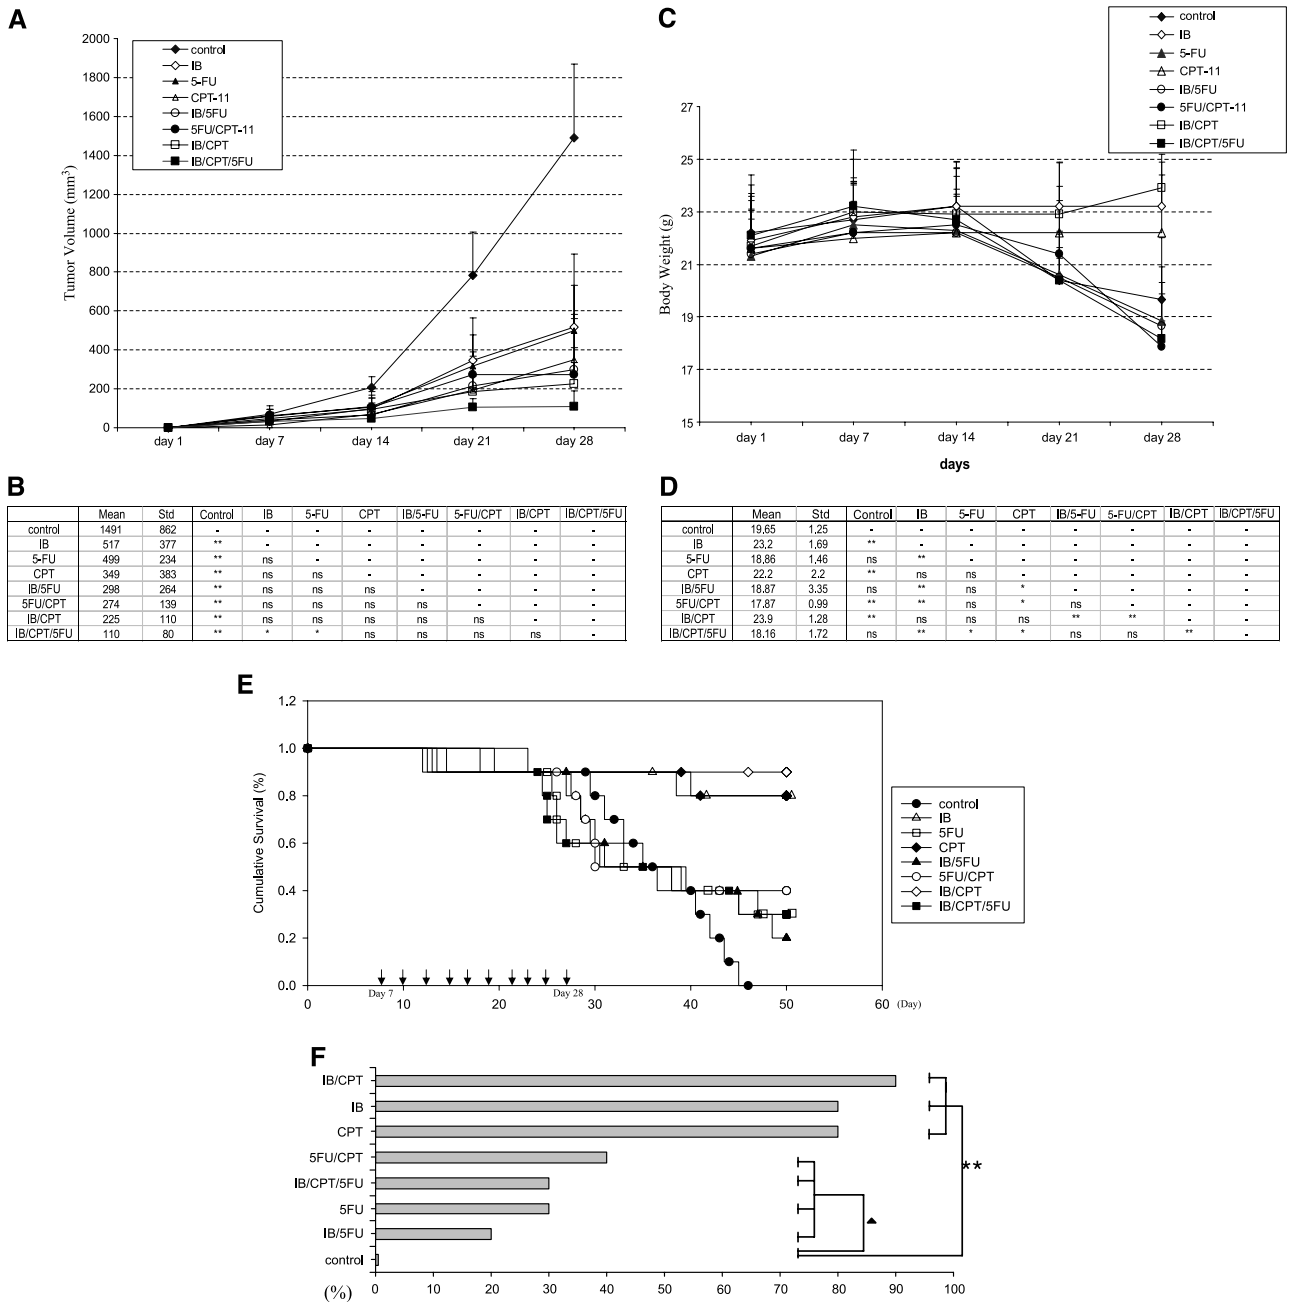 A
Tumor Volume (mm3)
2000
1800
1600
1400
1200
1000
800
600
400
200
0
day 1 day 7 day 14 day 21 day 28
control
IB
5-FU
CPT-11
IB/5FU
5FU/CPT-11
IB/CPT
IB/CPT/5FU
C
control
IB
5-FU
CPT-11
IB/5FU
5FU/CPT-11
IB/CPT
IB/CPT/5FU
Body Weight (g)
27
25
23
21
19
17
15
day 1 day 7 day 14 day 21 day 28
days
B
Mean Std Control IB 5-FU CPT IB/5-FU 5-FU/CPT IB/CPT IB/CPT/5FU
control 1491 862 - - - - - - - -
IB 517 377 ** - - - - - - -
5-FU 499 234 ** ns - - - - - -
CPT 349 383 ** ns ns - - - - -
IB/5FU 298 264 ** ns ns ns - - - -
5FU/CPT 274 139 ** ns ns ns ns - - -
IB/CPT 225 110 ** ns ns ns ns ns - -
IB/CPT/5FU 110 80 ** * * ns ns ns ns -
D
Mean Std Control IB 5-FU CPT IB/5-FU 5-FU/CPT IB/CPT IB/CPT/5FU
control 19,65 1,25 - - - - - - - -
IB 23,2 1,69 ** - - - - - - -
5-FU 18,86 1,46 ns ** - - - - - -
CPT 22.2 2.2 ** ns ns - - - - -
IB/5FU 18.87 3.35 ns ** ns * - - - -
5FU/CPT 17.87 0.99 ** ** ns * ns - - -
IB/CPT 23.9 1.28 ** ns ns ns ** ** - -
IB/CPT/5FU 18.16 1.72 ns ** * * ns ns ** -
E
Cumulative Survival (%)
1.2
1.0
0.8
0.6
0.4
0.2
0.0
Day 7 Day 28
0 10 20 30 40 50 60 (Day)
control
IB
5FU
CPT
IB/5FU
5FU/CPT
IB/CPT
IB/CPT/5FU
F
IB/CPT
IB
CPT
5FU/CPT
IB/CPT/5FU
5FU
IB/5FU
control
**
(%) 0 10 20 30 40 50 60 70 80 90 100